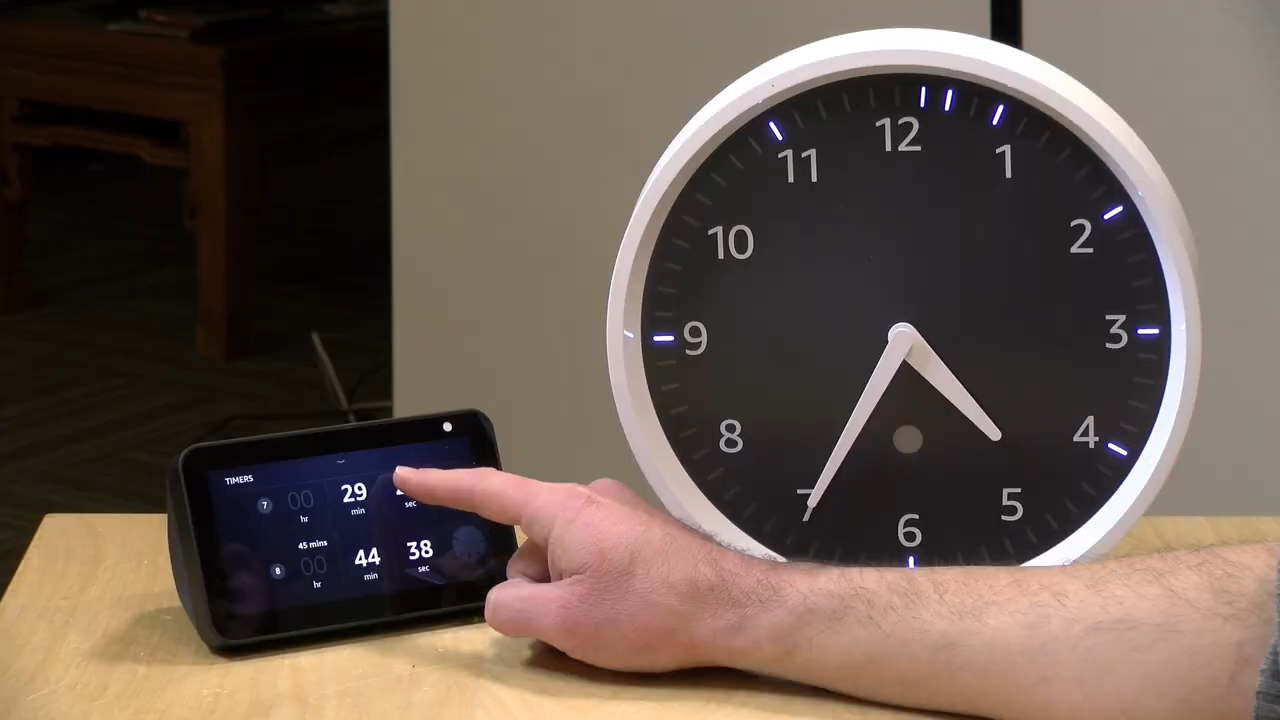 TIMERS
7 00 29
hr min sec
45 mins
8 00 44 38
hr min sec
12
11 1
10 2
9 3
8 4
7 5
6